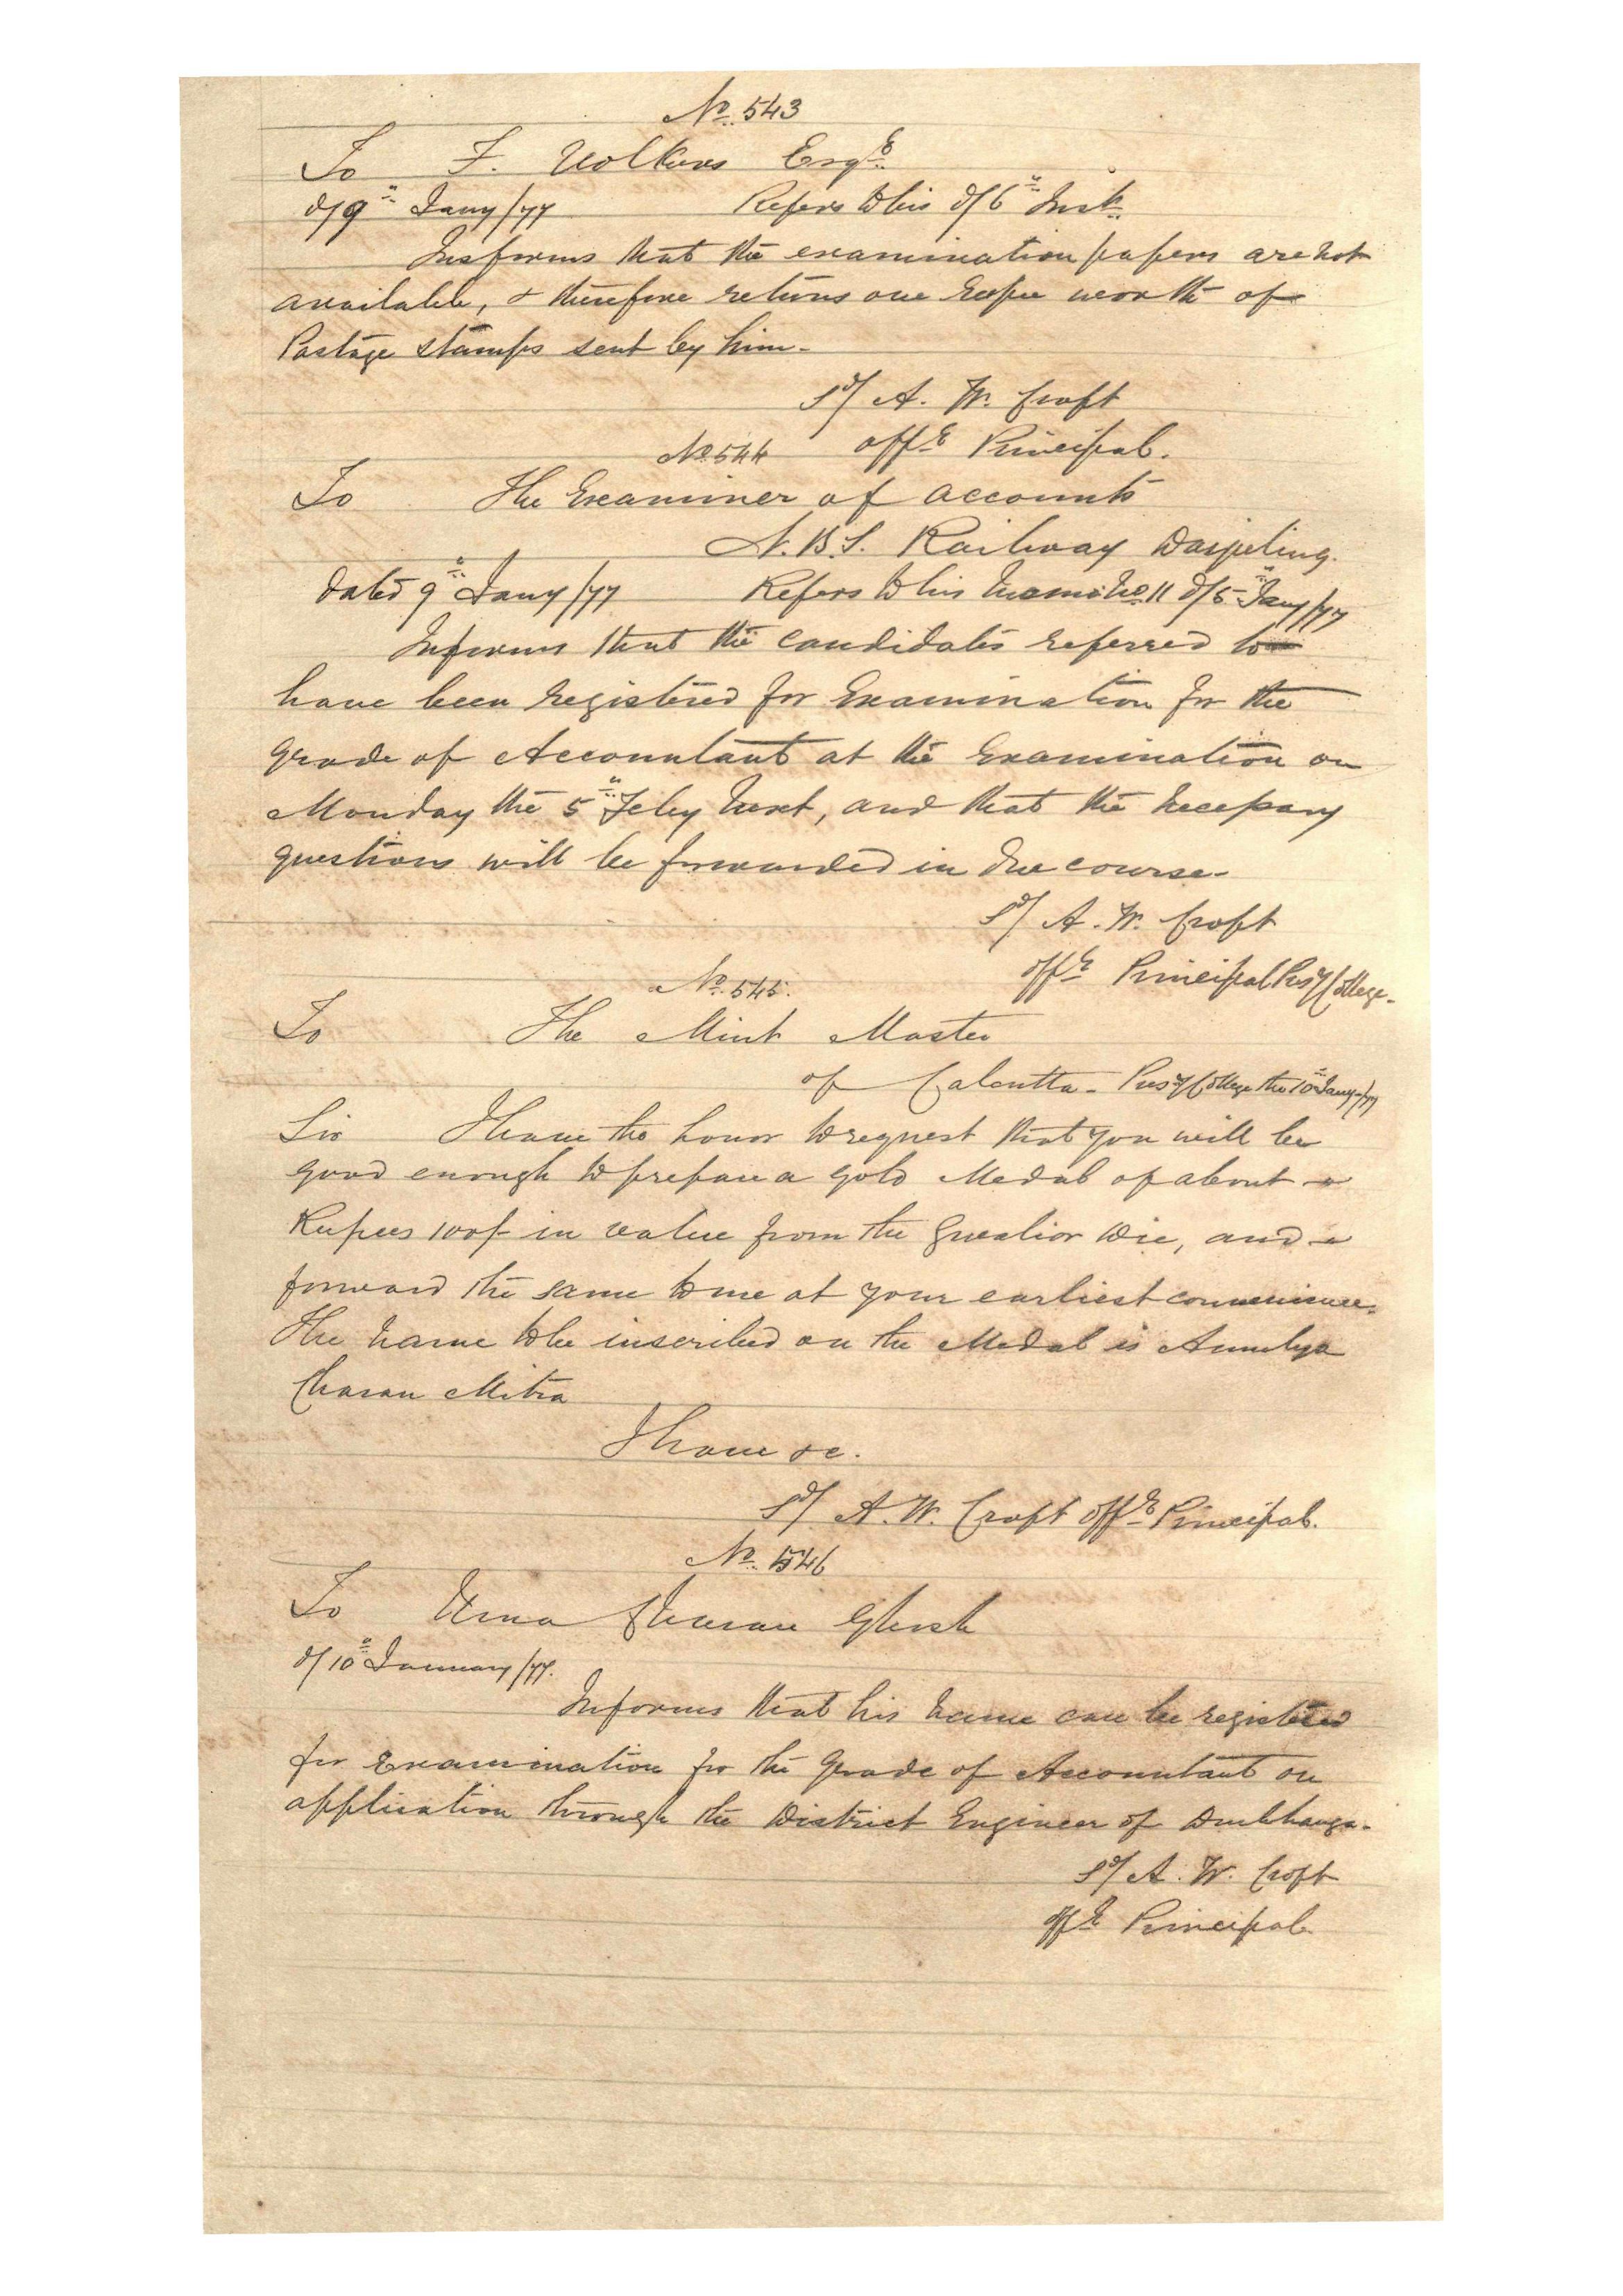 No. 543
To F. Volkers Esqre
d/9th Jany/77 Refers to his d/6th Inst.
Informs that the examination papers are not
available, & therefore returns one rupee worth of
Postage stamps sent by him.
Sd/ A. W. Croft
Offg Principal.
No. 544
To The Examiner of accounts
N. B. S. Railway Darjeeling.
Dated 9th Jany/77 Refers to his memo No. 11 d/5th Jany/77
Informs that the candidates referred to
have been registered for Examination for the
grade of Accountant at the Examination on
Monday the 5th Feby next, and that the necessary
questions will be forwarded in due course.
Sd/ A. W. Croft
Offg Principal Presy College.
No. 545.
To The Mint Master
of Calcutta - Presy College the 10th Jany/77
Sir I have the honor to request that you will be
good enough to prepare a gold Medal of about
Rupees 100/- in value from the Gwalior Die, and
forward the same to me at your earliest convenience.
The name to be inscribed on the Medal is Amulya
Charan Mitra
I have &c.
Sd/ A. W. Croft Offg Principal.
No. 546
To Uma Charan Ghosh
d/10th January/77.
Informs that his name can be registered
for Examination for the grade of Accountant on
application through the District Engineer of Durbhanga.
Sd/ A. W. Croft
Offg Principal